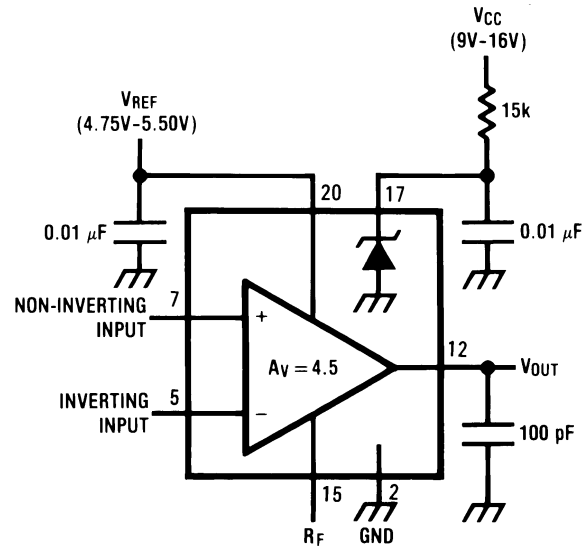 VCC
(9V–16V)
VREF
(4.75V–5.50V)
15k
20
17
0.01 μF
0.01 μF
NON-INVERTING
INPUT
7
+
AV = 4.5
12
VOUT
INVERTING
INPUT
5
−
100 pF
15
2
RF
GND